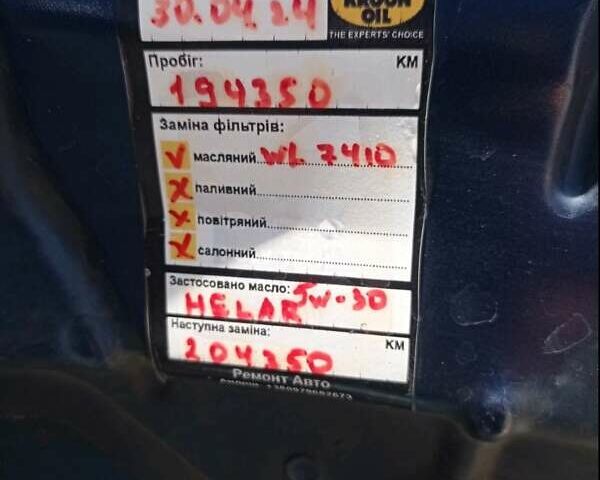 30.04.24
KROON
OIL
THE EXPERTS' CHOICE
Пробіг: КМ
194350
Заміна фільтрів:
V масляний WL 7410
X паливний
X повітряний
X салонний
Застосовано масло: 5W-30
HELAR
Наступна заміна: КМ
204350
Ремонт Авто